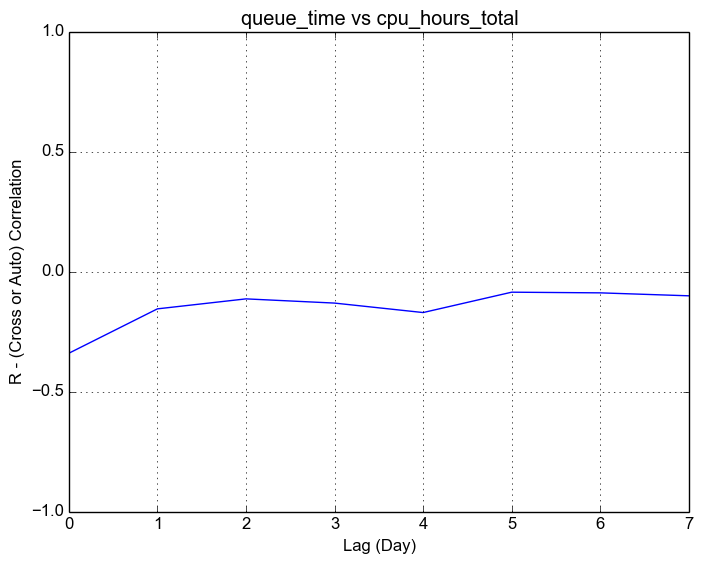 queue_time vs cpu_hours_total
1.0
0.5
0.0
−0.5
−1.0
R - (Cross or Auto) Correlation
0 1 2 3 4 5 6 7
Lag (Day)